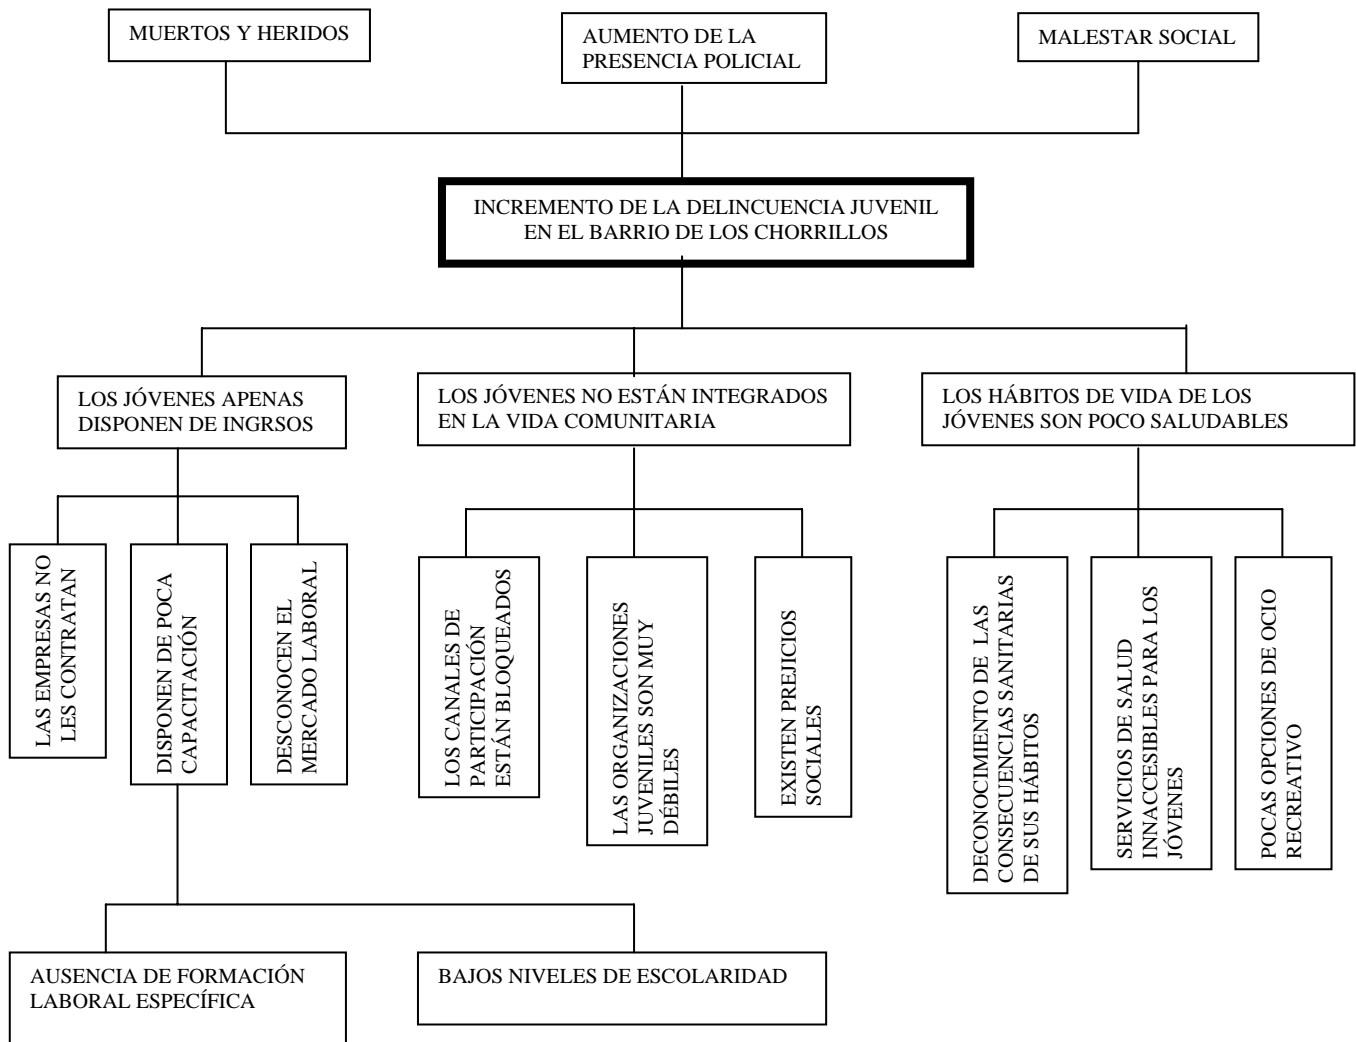 MUERTOS Y HERIDOS
AUMENTO DE LA
PRESENCIA POLICIAL
MALESTAR SOCIAL
INCREMENTO DE LA DELINCUENCIA JUVENIL
EN EL BARRIO DE LOS CHORRILLOS
LOS JÓVENES APENAS
DISPONEN DE INGRSOS
LOS JÓVENES NO ESTÁN INTEGRADOS
EN LA VIDA COMUNITARIA
LOS HÁBITOS DE VIDA DE LOS
JÓVENES SON POCO SALUDABLES
LAS EMPRESAS NO
LES CONTRATAN
DISPONEN DE POCA
CAPACITACIÓN
DESCONOCEN EL
MERCADO LABORAL
LOS CANALES DE
PARTICIPACIÓN
ESTÁN BLOQUEADOS
LAS ORGANIZACIONES
JUVENILES SON MUY
DÉBILES
EXISTEN PREJICIOS
SOCIALES
DECONOCIMIENTO DE LAS
CONSECUENCIAS SANITARIAS
DE SUS HÁBITOS
SERVICIOS DE SALUD
INNACCESIBLES PARA LOS
JÓVENES
POCAS OPCIONES DE OCIO
RECREATIVO
AUSENCIA DE FORMACIÓN
LABORAL ESPECÍFICA
BAJOS NIVELES DE ESCOLARIDAD